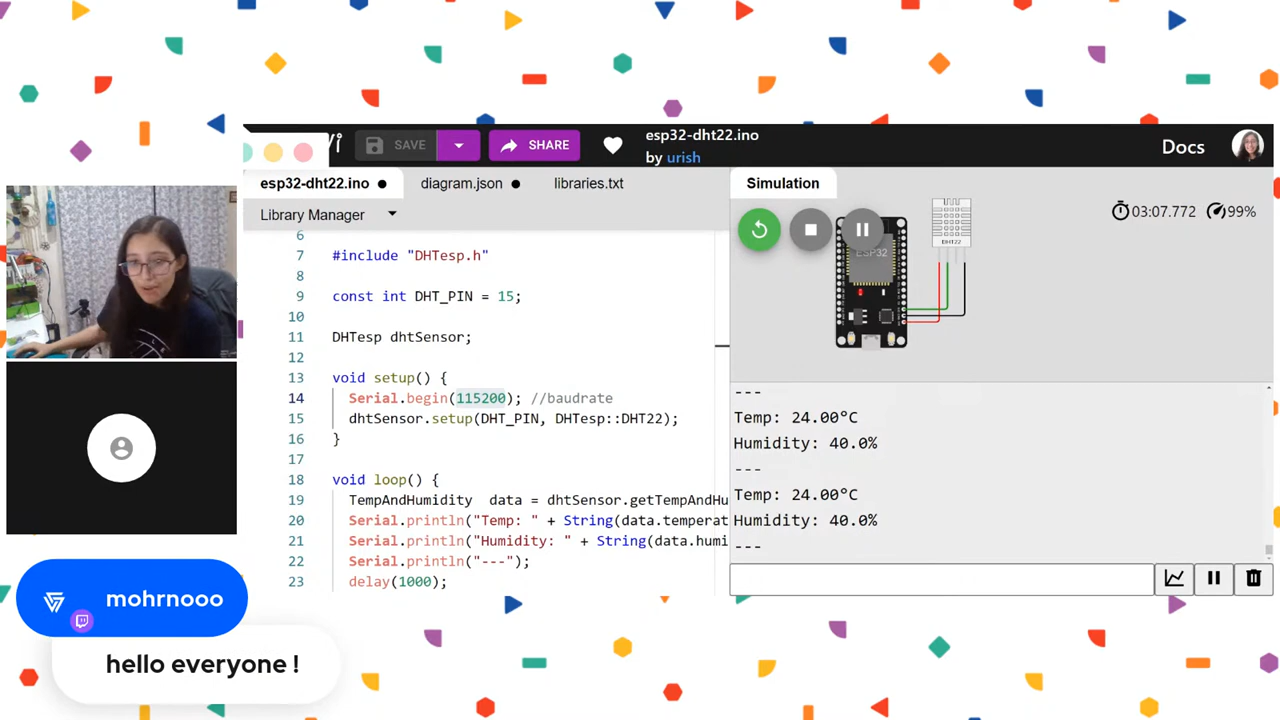 SAVE
SHARE
esp32-dht22.ino
by urish
Docs
esp32-dht22.ino
diagram.json
libraries.txt
Library Manager
Simulation
03:07.772
99%
6
7 #include "DHTesp.h"
8
9 const int DHT_PIN = 15;
10
11 DHTesp dhtSensor;
12
13 void setup() {
14 Serial.begin(115200); //baudrate
15 dhtSensor.setup(DHT_PIN, DHTesp::DHT22);
16 }
17
18 void loop() {
19 TempAndHumidity data = dhtSensor.getTempAndHu
20 Serial.println("Temp: " + String(data.temperat
21 Serial.println("Humidity: " + String(data.humi
22 Serial.println("---");
23 delay(1000);
ESP32
DHT22
---
Temp: 24.00°C
Humidity: 40.0%
---
Temp: 24.00°C
Humidity: 40.0%
---
mohrnooo
hello everyone !